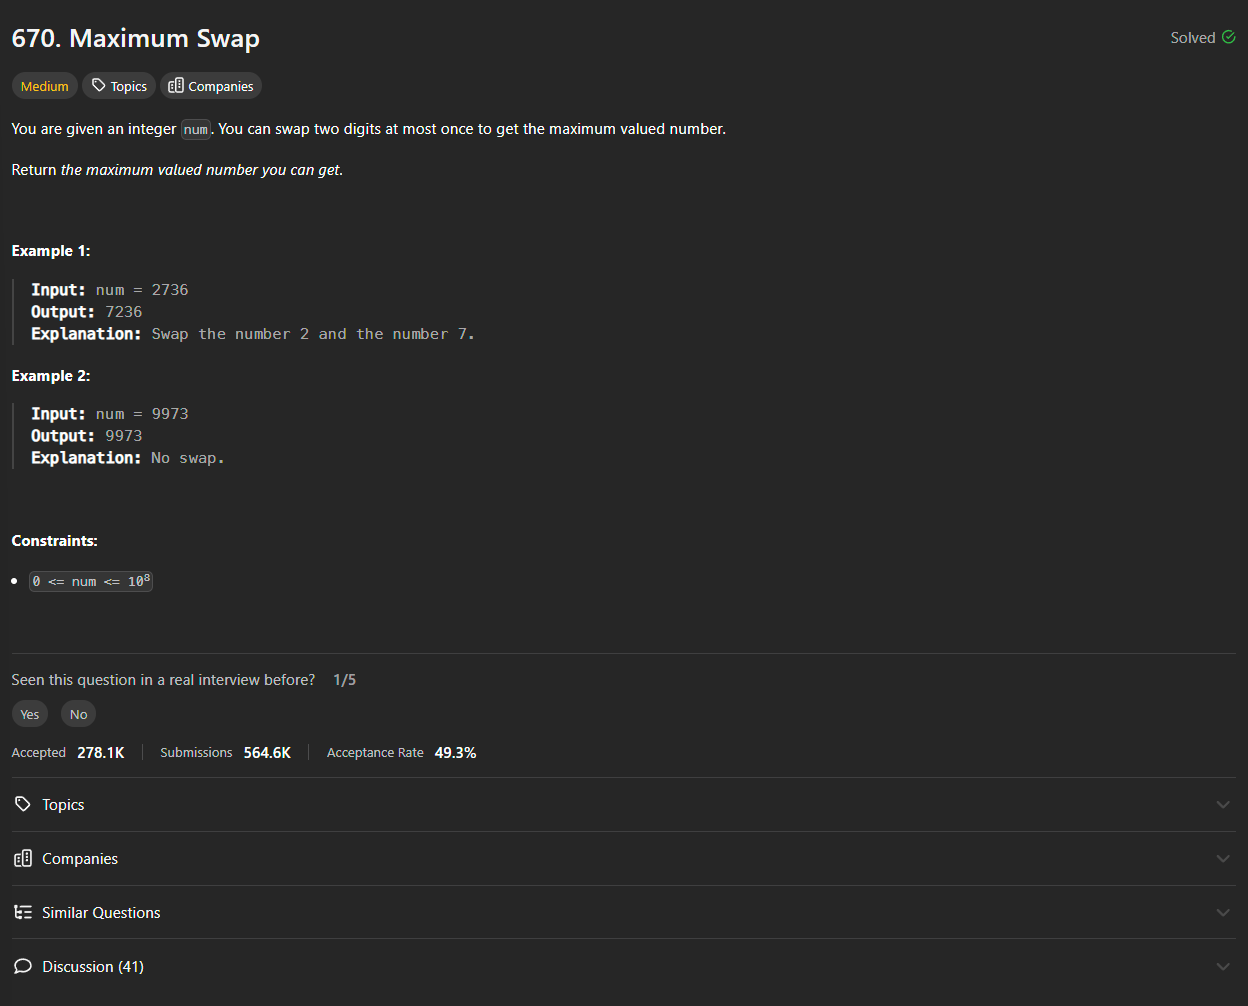 670. Maximum Swap
Solved
Medium Topics Companies
You are given an integer num. You can swap two digits at most once to get the maximum valued number.
Return the maximum valued number you can get.
Example 1:
Input: num = 2736
Output: 7236
Explanation: Swap the number 2 and the number 7.
Example 2:
Input: num = 9973
Output: 9973
Explanation: No swap.
Constraints:
0 <= num <= 10⁸
Seen this question in a real interview before? 1/5
Yes No
Accepted 278.1K Submissions 564.6K Acceptance Rate 49.3%
Topics
Companies
Similar Questions
Discussion (41)